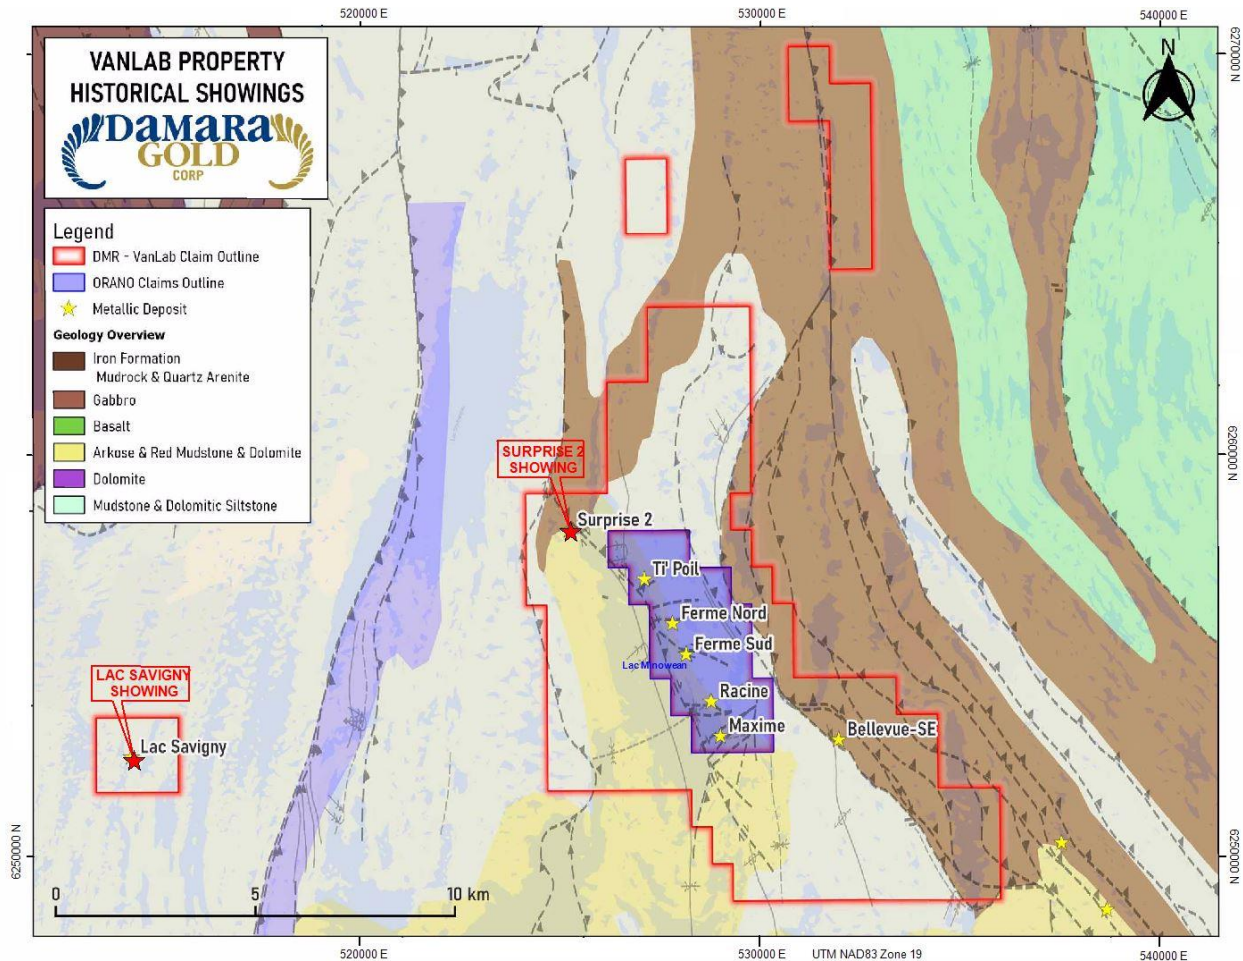 520000 E
530000 E
540000 E
VANLAB PROPERTY
HISTORICAL SHOWINGS
DAMARA
GOLD
CORP
N
6270000 N
Legend
DMR - VanLab Claim Outline
ORANO Claims Outline
Metallic Deposit
Geology Overview
Iron Formation
Mudrock & Quartz Arenite
Gabbro
Basalt
Arkose & Red Mudstone & Dolomite
Dolomite
Mudstone & Dolomitic Siltstone
SURPRISE 2
SHOWING
6260000 N
Surprise 2
Ti' Poil
Ferme Nord
Ferme Sud
Lac Minowean
LAC SAVIGNY
SHOWING
Racine
Maxime
Bellevue-SE
Lac Savigny
6250000 N
6250000 N
0 5 10 km
520000 E
530000 E
UTM NAD83 Zone 19
540000 E